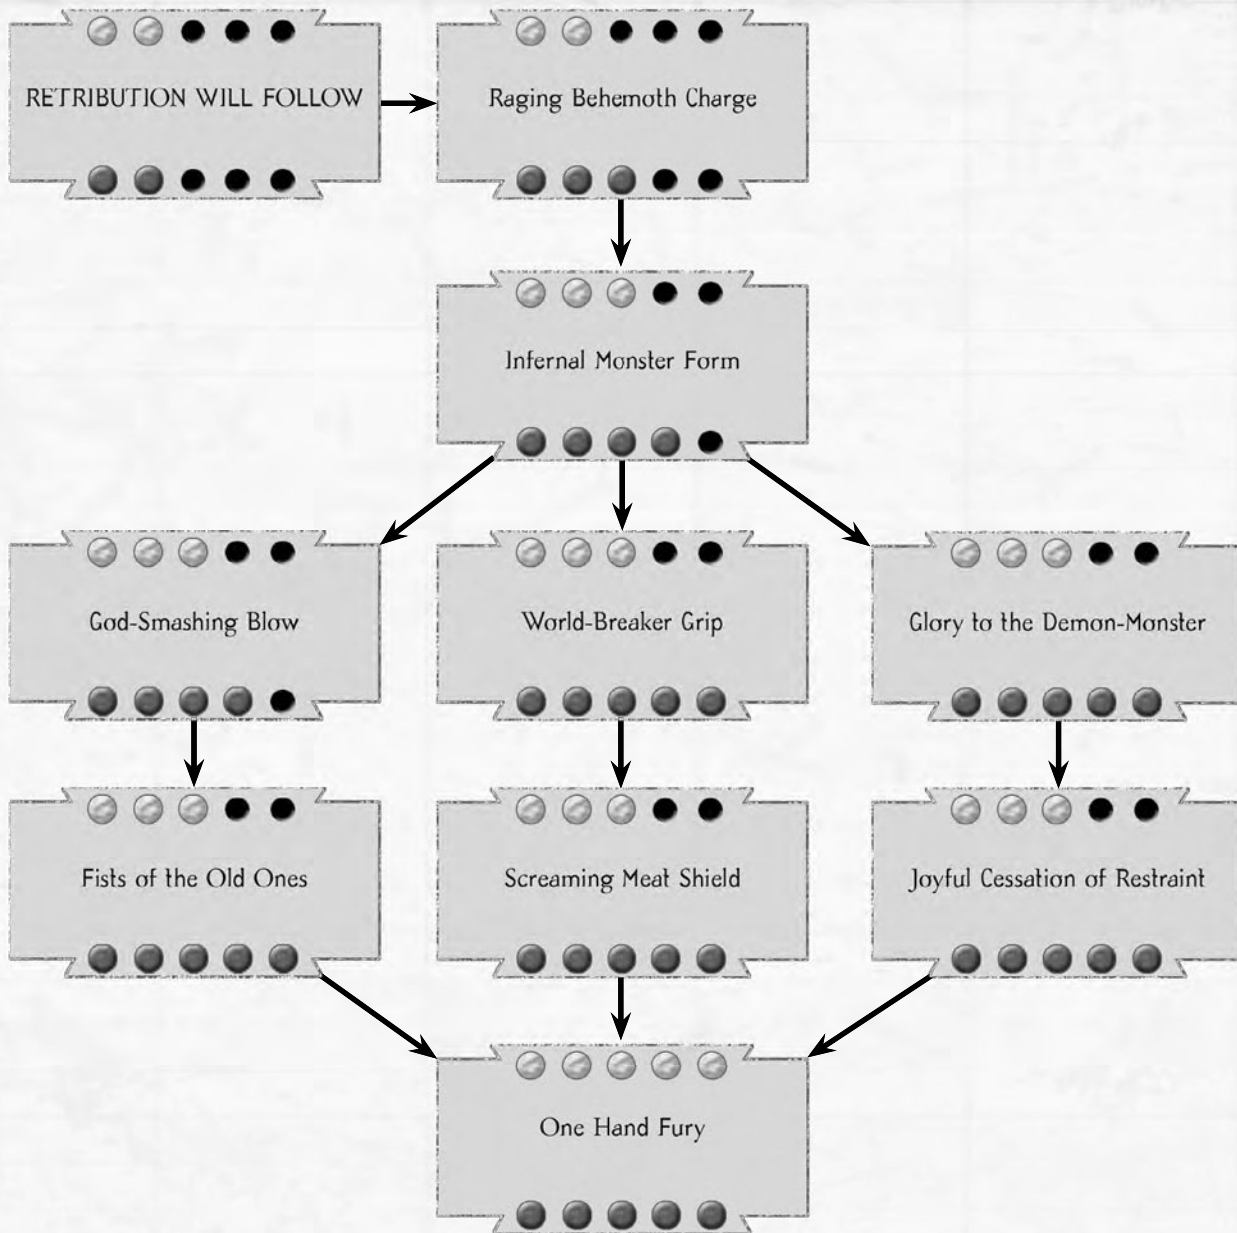 RETRIBUTION WILL FOLLOW
Raging Behemoth Charge
Infernal Monster Form
God-Smashing Blow
World-Breaker Grip
Glory to the Demon-Monster
Fists of the Old Ones
Screaming Meat Shield
Joyful Cessation of Restraint
One Hand Fury